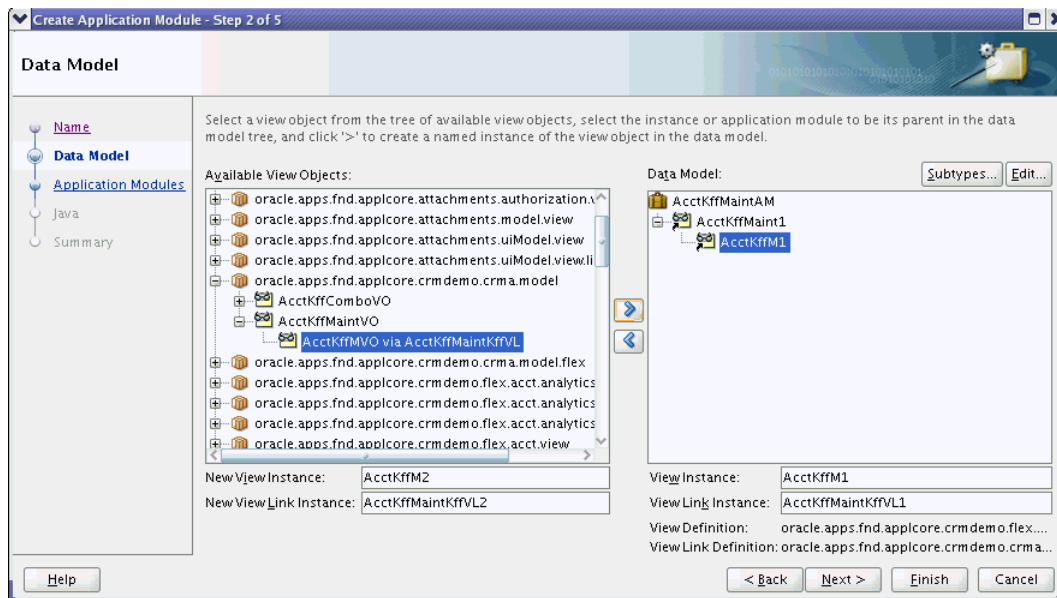 Create Application Module - Step 2 of 5
Data Model
Name
Data Model
Application Modules
Java
Summary
Select a view object from the tree of available view objects, select the instance or application module to be its parent in the data
model tree, and click '>' to create a named instance of the view object in the data model.
Available View Objects:
oracle.apps.fnd.applcore.attachments.authorization.
oracle.apps.fnd.applcore.attachments.model.view
oracle.apps.fnd.applcore.attachments.uiModel.view
oracle.apps.fnd.applcore.attachments.uiModel.view.li
oracle.apps.fnd.applcore.crmdemo.crma.model
AcctKffComboVO
AcctKffMaintVO
AcctKffMVO via AcctKffMaintKffVL
oracle.apps.fnd.applcore.crmdemo.crma.model.flex
oracle.apps.fnd.applcore.crmdemo.flex.acct.analytics
oracle.apps.fnd.applcore.crmdemo.flex.acct.analytics
oracle.apps.fnd.applcore.crmdemo.flex.acct.analytics
oracle.apps.fnd.applcore.crmdemo.flex.acct.view
New View Instance: AcctKffM2
New View Link Instance: AcctKffMaintKffVL2
Data Model:
Subtypes... Edit...
AcctKffMaintAM
AcctKffMaint1
AcctKffM1
View Instance: AcctKffM1
View Link Instance: AcctKffMaintKffVL1
View Definition: oracle.apps.fnd.applcore.crmdemo.flex....
View Link Definition: oracle.apps.fnd.applcore.crmdemo.crma...
Help
< Back Next > Finish Cancel